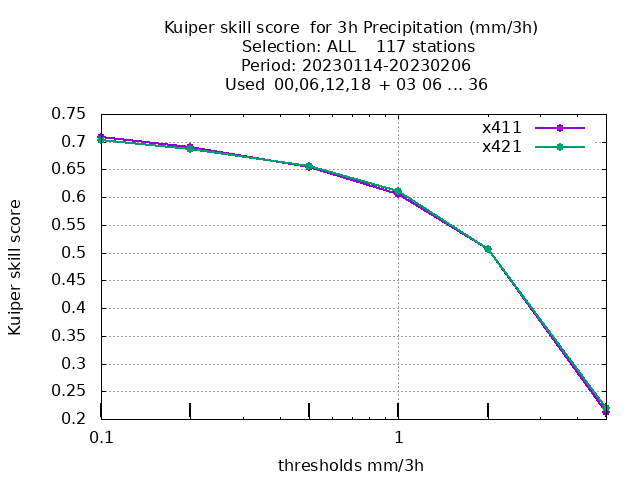 Kuiper skill score  for 3h Precipitation (mm/3h)
Selection: ALL    117 stations
Period: 20230114-20230206
Used  00,06,12,18  + 03 06 ... 36
0.75
0.7
0.65
0.6
0.55
0.5
0.45
0.4
0.35
0.3
0.25
0.2
Kuiper skill score
x411
x421
0.1
1
thresholds mm/3h